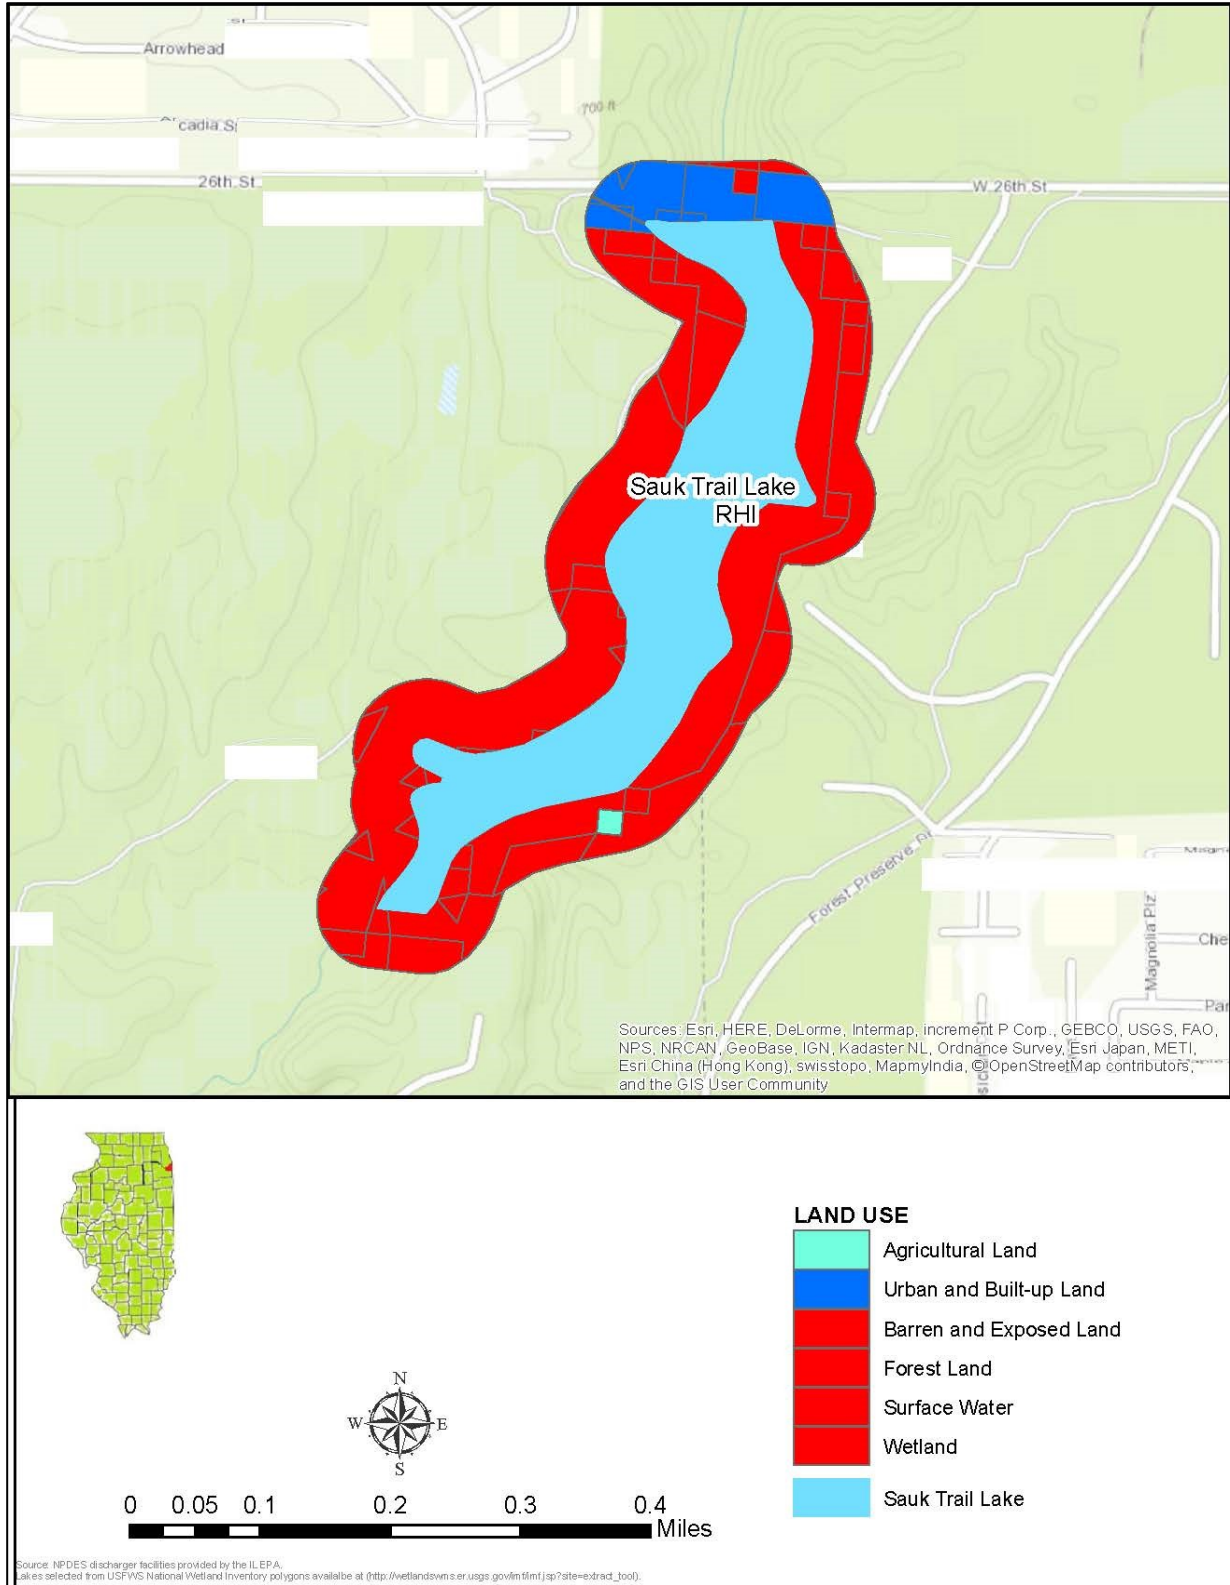 Arrowhead
cadia St
700 ft
26th St
W 26th St
Sauk Trail Lake
RHI
Forest Preserve Dr
Magnolia Plz
Che
Par
Sources: Esri, HERE, DeLorme, Intermap, increment P Corp., GEBCO, USGS, FAO,
NPS, NRCAN, GeoBase, IGN, Kadaster NL, Ordnance Survey, Esri Japan, METI,
Esri China (Hong Kong), swisstopo, MapmyIndia, © OpenStreetMap contributors,
and the GIS User Community
LAND USE
Agricultural Land
Urban and Built-up Land
Barren and Exposed Land
Forest Land
Surface Water
Wetland
Sauk Trail Lake
N
W E
S
0 0.05 0.1 0.2 0.3 0.4
Miles
Source: NPDES discharger facilities provided by the IL EPA.
Lakes selected from USFWS National Wetland Inventory polygons availalbe at (http://wetlandswms.er.usgs.gov/imf/imf.jsp?site=extract_tool).